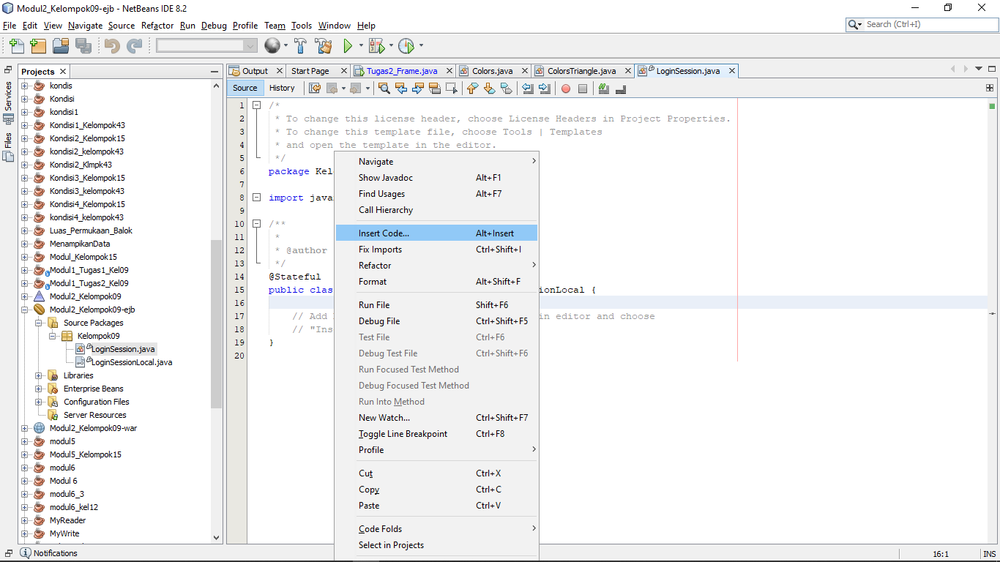 Modul2_Kelompok09-ejb - NetBeans IDE 8.2
File Edit View Navigate Source Refactor Run Debug Profile Team Tools Window Help
Search (Ctrl+I)
Services
Files
Projects
kondis
Kondisi
kondisi1
Kondisi1_Kelompok43
Kondisi2_Kelompok15
kondisi2_kelompok43
Kondisi2_Klmpk43
Kondisi3_Kelompok15
Kondisi3_kelompok43
Kondisi4_Kelompok15
kondisi4_kelompok43
Luas_Permukaan_Balok
MenampikanData
Modul_Kelompok15
Modul1_Tugas1_Kel09
Modul1_Tugas2_Kel09
Modul2_Kelompok09
Modul2_Kelompok09-ejb
Source Packages
Kelompok09
LoginSession.java
LoginSessionLocal.java
Libraries
Enterprise Beans
Configuration Files
Server Resources
Modul2_Kelompok09-war
modul5
Modul5_Kelompok15
modul6
Modul 6
modul6_3
modul6_kel12
MyReader
MyWrite
Output Start Page Tugas2_Frame.java Colors.java ColorsTriangle.java LoginSession.java
Source History
1 /*
2 * To change this license header, choose License Headers in Project Properties.
3 * To change this template file, choose Tools | Templates
4 * and open the template in the editor.
5 */
6 package Kel
7
8 import java
9
10 /**
11 *
12 * @author
13 */
14 @Stateful
15 public clas ionLocal {
16
17 // Add in editor and choose
18 // "Ins
19 }
20
Navigate
Show Javadoc Alt+F1
Find Usages Alt+F7
Call Hierarchy
Insert Code... Alt+Insert
Fix Imports Ctrl+Shift+I
Refactor
Format Alt+Shift+F
Run File Shift+F6
Debug File Ctrl+Shift+F5
Test File Ctrl+F6
Debug Test File Ctrl+Shift+F6
Run Focused Test Method
Debug Focused Test Method
Run Into Method
New Watch... Ctrl+Shift+F7
Toggle Line Breakpoint Ctrl+F8
Profile
Cut Ctrl+X
Copy Ctrl+C
Paste Ctrl+V
Code Folds
Select in Projects
Notifications
16:1 INS